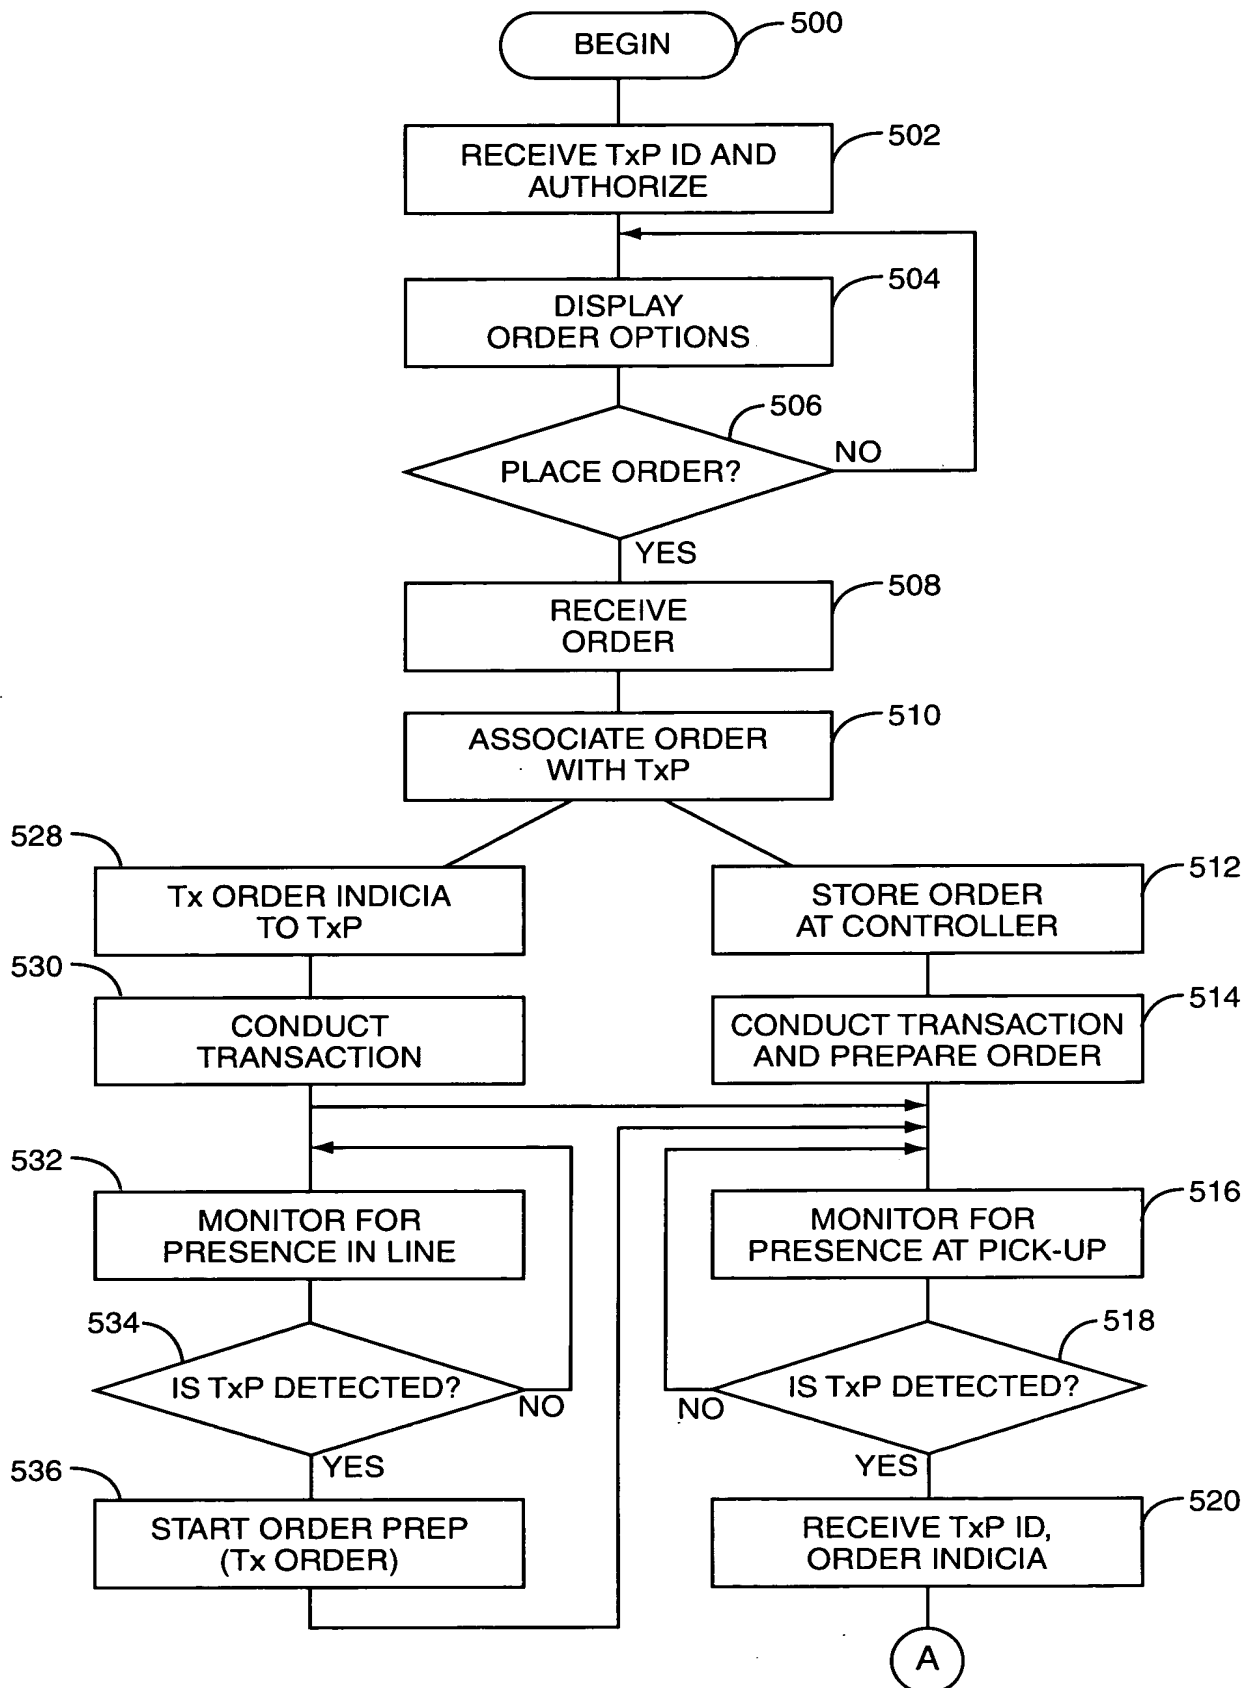 BEGIN
500
RECEIVE TxP ID AND
AUTHORIZE
502
DISPLAY
ORDER OPTIONS
504
PLACE ORDER?
506
NO
YES
RECEIVE
ORDER
508
ASSOCIATE ORDER
WITH TxP
510
528
Tx ORDER INDICIA
TO TxP
STORE ORDER
AT CONTROLLER
512
530
CONDUCT
TRANSACTION
CONDUCT TRANSACTION
AND PREPARE ORDER
514
532
MONITOR FOR
PRESENCE IN LINE
MONITOR FOR
PRESENCE AT PICK-UP
516
534
IS TxP DETECTED?
NO
YES
518
IS TxP DETECTED?
NO
YES
536
START ORDER PREP
(Tx ORDER)
RECEIVE TxP ID,
ORDER INDICIA
520
A